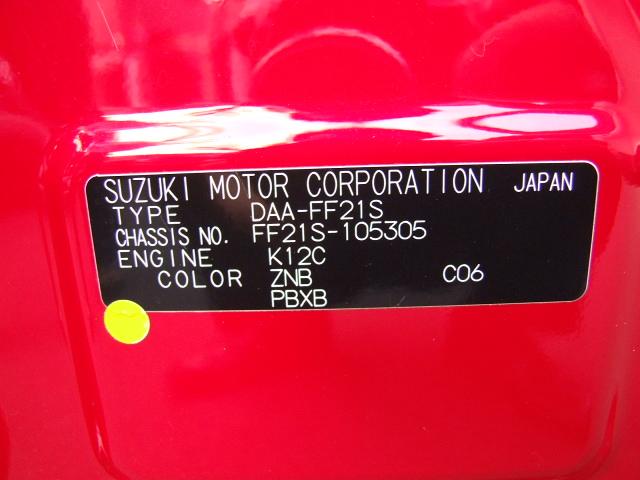 SUZUKI MOTOR CORPORATION JAPAN
TYPE DAA-FF21S
CHASSIS NO. FF21S-105305
ENGINE K12C
COLOR ZNB C06
PBXB